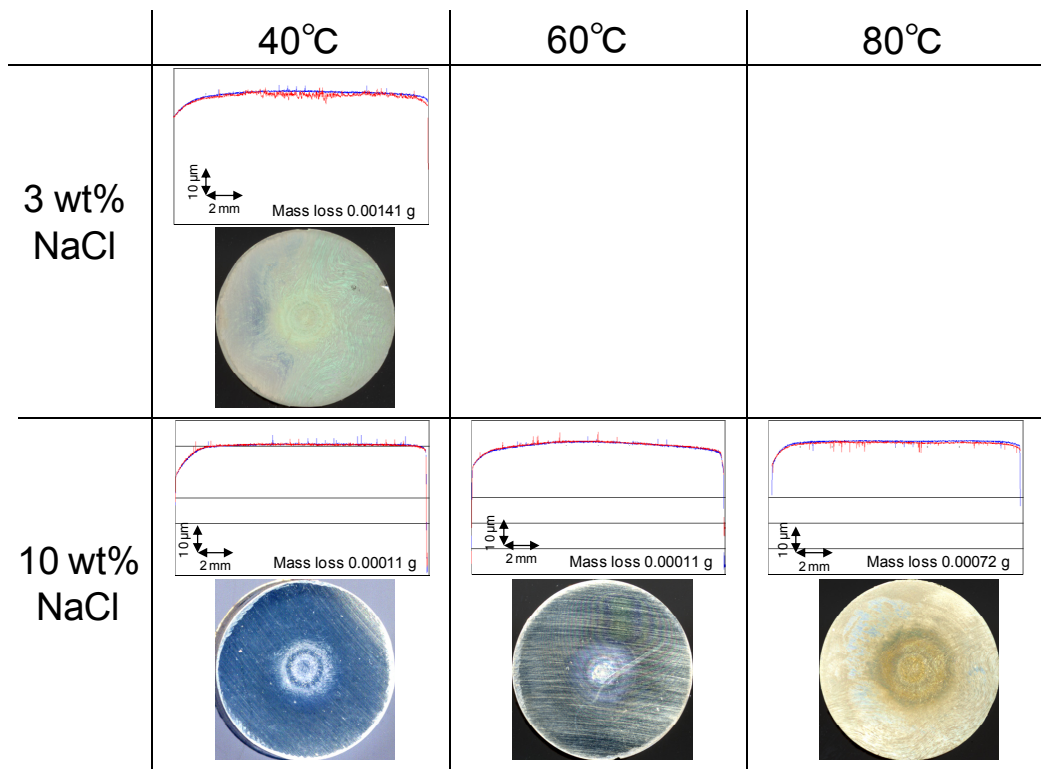 40℃
60℃
80℃
3 wt%
NaCl
10 µm
2 mm
Mass loss 0.00141 g
10 wt%
NaCl
10 µm
2 mm
Mass loss 0.00011 g
10 µm
2 mm
Mass loss 0.00011 g
10 µm
2 mm
Mass loss 0.00072 g